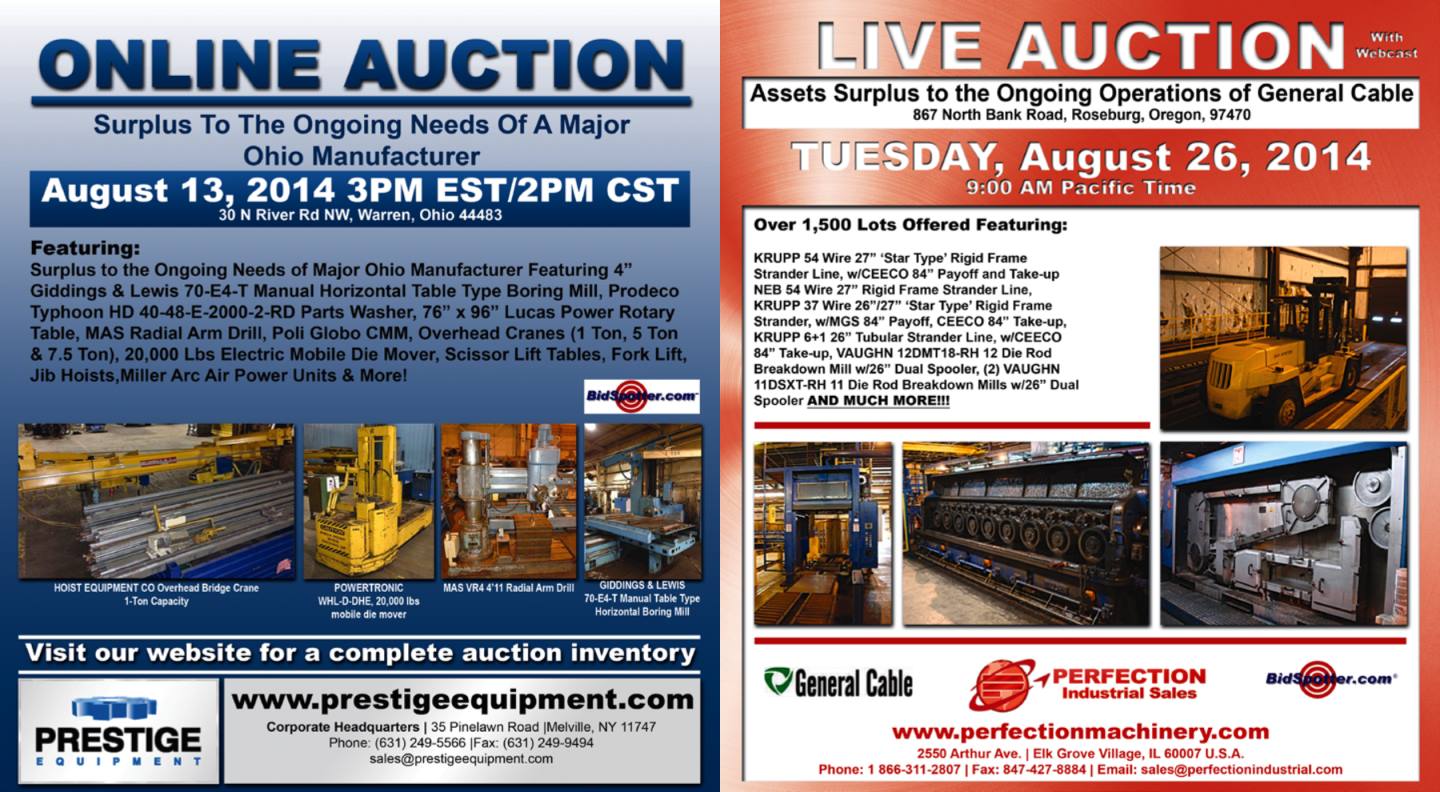 ONLINE AUCTION
Surplus To The Ongoing Needs Of A Major
Ohio Manufacturer
August 13, 2014 3PM EST/2PM CST
30 N River Rd NW, Warren, Ohio 44483
Featuring:
Surplus to the Ongoing Needs of Major Ohio Manufacturer Featuring 4”
Giddings & Lewis 70-E4-T Manual Horizontal Table Type Boring Mill, Prodeco
Typhoon HD 40-48-E-2000-2-RD Parts Washer, 76” x 96” Lucas Power Rotary
Table, MAS Radial Arm Drill, Poli Globo CMM, Overhead Cranes (1 Ton, 5 Ton
& 7.5 Ton), 20,000 Lbs Electric Mobile Die Mover, Scissor Lift Tables, Fork Lift,
Jib Hoists,Miller Arc Air Power Units & More!
BidSpotter.com
HOIST EQUIPMENT CO Overhead Bridge Crane
1-Ton Capacity
POWERTRONIC
WHL-D-DHE, 20,000 lbs
mobile die mover
MAS VR4 4'11 Radial Arm Drill
GIDDINGS & LEWIS
70-E4-T Manual Table Type
Horizontal Boring Mill
Visit our website for a complete auction inventory
PRESTIGE
EQUIPMENT
www.prestigeequipment.com
Corporate Headquarters | 35 Pinelawn Road |Melville, NY 11747
Phone: (631) 249-5566 |Fax: (631) 249-9494
sales@prestigeequipment.com
LIVE AUCTION
With
Webcast
Assets Surplus to the Ongoing Operations of General Cable
867 North Bank Road, Roseburg, Oregon, 97470
TUESDAY, August 26, 2014
9:00 AM Pacific Time
Over 1,500 Lots Offered Featuring:
KRUPP 54 Wire 27” ‘Star Type’ Rigid Frame
Strander Line, w/CEECO 84” Payoff and Take-up
NEB 54 Wire 27” Rigid Frame Strander Line,
KRUPP 37 Wire 26”/27” ‘Star Type’ Rigid Frame
Strander, w/MGS 84” Payoff, CEECO 84” Take-up,
KRUPP 6+1 26” Tubular Strander Line, w/CEECO
84” Take-up, VAUGHN 12DMT18-RH 12 Die Rod
Breakdown Mill w/26” Dual Spooler, (2) VAUGHN
11DSXT-RH 11 Die Rod Breakdown Mills w/26” Dual
Spooler AND MUCH MORE!!!
General Cable
PERFECTION
Industrial Sales
BidSpotter.com®
www.perfectionmachinery.com
2550 Arthur Ave. | Elk Grove Village, IL 60007 U.S.A.
Phone: 1 866-311-2807 | Fax: 847-427-8884 | Email: sales@perfectionindustrial.com